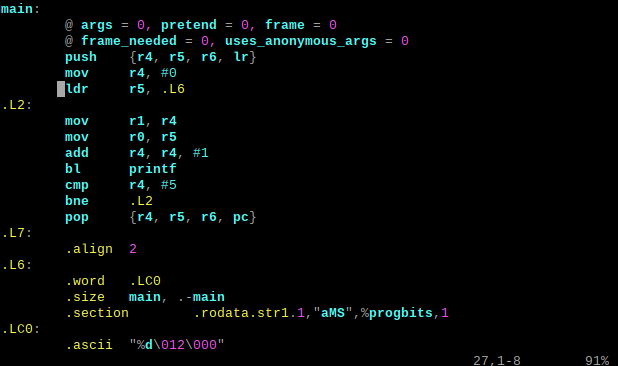 main:
        @ args = 0, pretend = 0, frame = 0
        @ frame_needed = 0, uses_anonymous_args = 0
        push    {r4, r5, r6, lr}
        mov     r4, #0
        ldr     r5, .L6
.L2:
        mov     r1, r4
        mov     r0, r5
        add     r4, r4, #1
        bl      printf
        cmp     r4, #5
        bne     .L2
        pop     {r4, r5, r6, pc}
.L7:
        .align  2
.L6:
        .word   .LC0
        .size   main, .-main
        .section        .rodata.str1.1,"aMS",%progbits,1
.LC0:
        .ascii  "%d\012\000"
27,1-8        91%